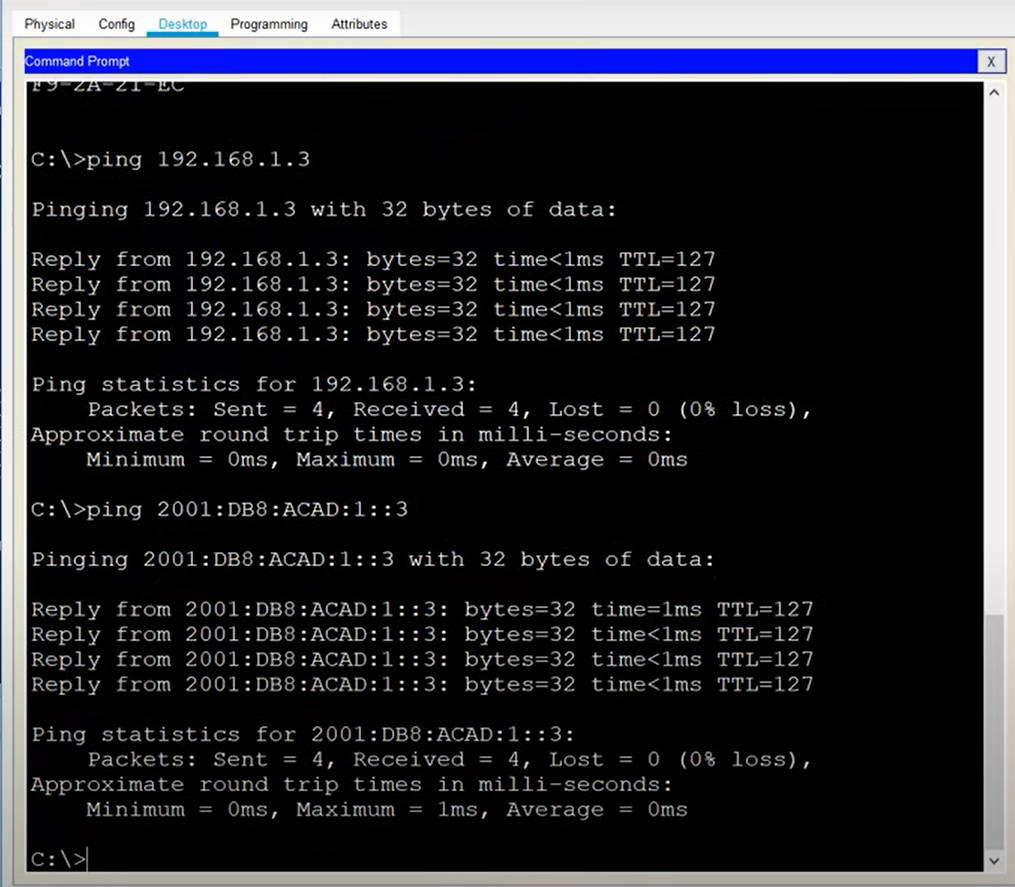 Physical Config Desktop Programming Attributes
Command Prompt X
F9-2A-21-EC
C:\>ping 192.168.1.3
Pinging 192.168.1.3 with 32 bytes of data:
Reply from 192.168.1.3: bytes=32 time<1ms TTL=127
Reply from 192.168.1.3: bytes=32 time<1ms TTL=127
Reply from 192.168.1.3: bytes=32 time<1ms TTL=127
Reply from 192.168.1.3: bytes=32 time<1ms TTL=127
Ping statistics for 192.168.1.3:
Packets: Sent = 4, Received = 4, Lost = 0 (0% loss),
Approximate round trip times in milli-seconds:
Minimum = 0ms, Maximum = 0ms, Average = 0ms
C:\>ping 2001:DB8:ACAD:1::3
Pinging 2001:DB8:ACAD:1::3 with 32 bytes of data:
Reply from 2001:DB8:ACAD:1::3: bytes=32 time=1ms TTL=127
Reply from 2001:DB8:ACAD:1::3: bytes=32 time<1ms TTL=127
Reply from 2001:DB8:ACAD:1::3: bytes=32 time<1ms TTL=127
Reply from 2001:DB8:ACAD:1::3: bytes=32 time<1ms TTL=127
Ping statistics for 2001:DB8:ACAD:1::3:
Packets: Sent = 4, Received = 4, Lost = 0 (0% loss),
Approximate round trip times in milli-seconds:
Minimum = 0ms, Maximum = 1ms, Average = 0ms
C:\>